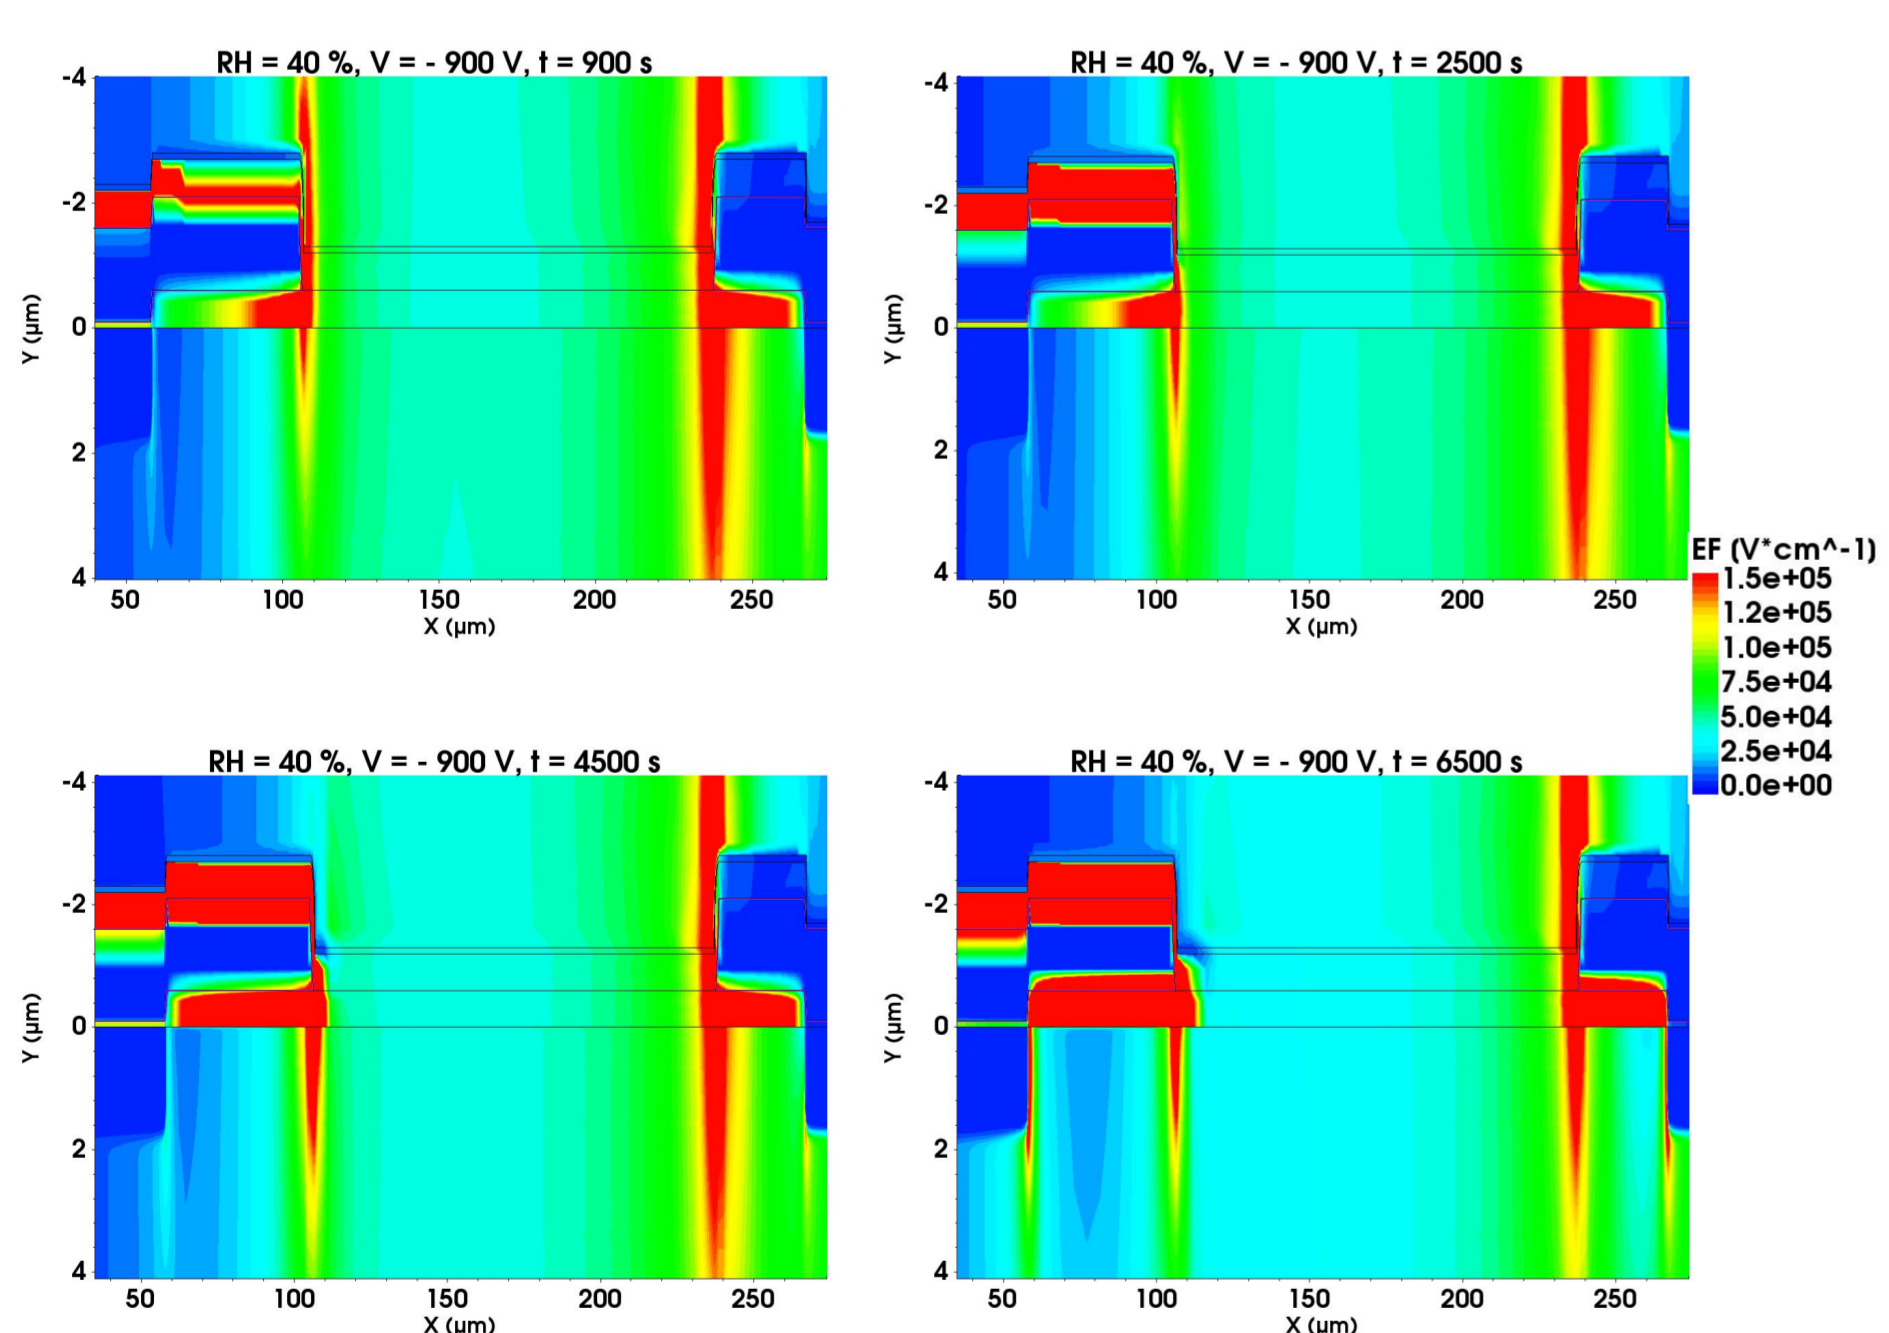 RH = 40 %, V = - 900 V, t = 900 s
-4
-2
0
2
4
Y (µm)
50 100 150 200 250
X (µm)
RH = 40 %, V = - 900 V, t = 2500 s
-4
-2
0
2
4
Y (µm)
50 100 150 200 250
X (µm)
EF (V*cm^-1)
1.5e+05
1.2e+05
1.0e+05
7.5e+04
5.0e+04
2.5e+04
0.0e+00
RH = 40 %, V = - 900 V, t = 4500 s
-4
-2
0
2
4
Y (µm)
50 100 150 200 250
X (µm)
RH = 40 %, V = - 900 V, t = 6500 s
-4
-2
0
2
4
Y (µm)
50 100 150 200 250
X (µm)